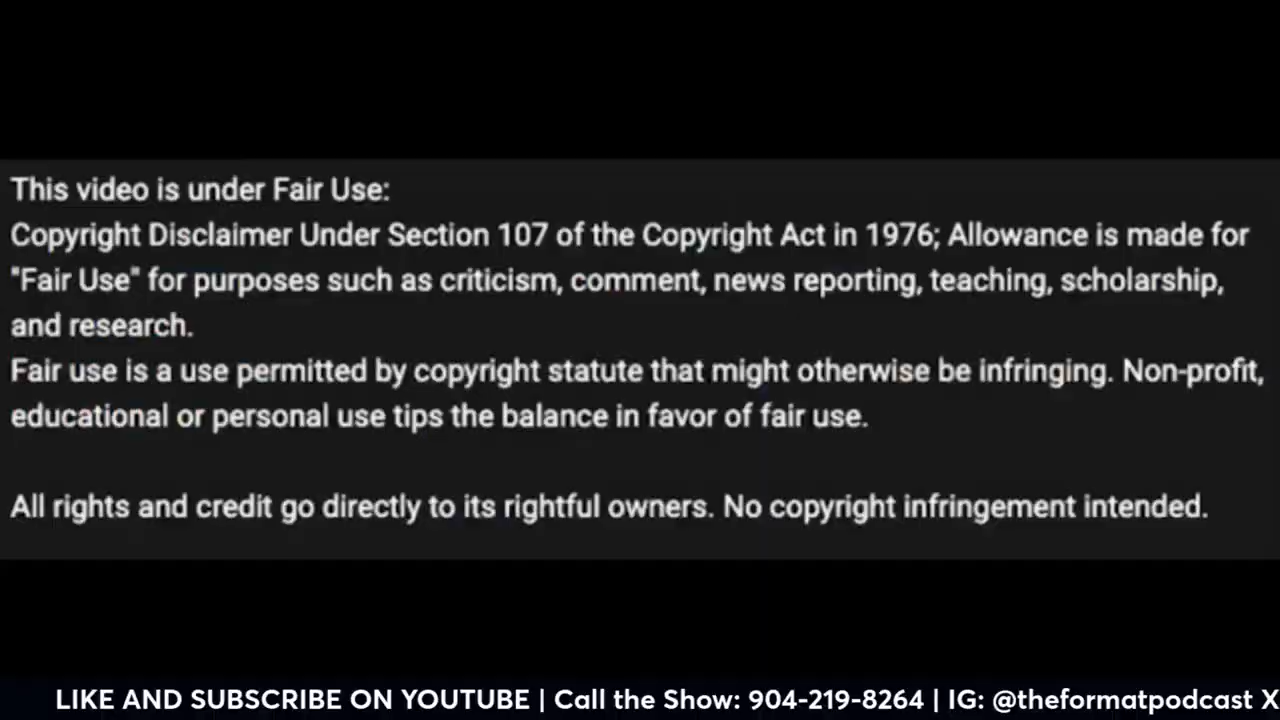 This video is under Fair Use:
Copyright Disclaimer Under Section 107 of the Copyright Act in 1976; Allowance is made for
"Fair Use" for purposes such as criticism, comment, news reporting, teaching, scholarship,
and research.
Fair use is a use permitted by copyright statute that might otherwise be infringing. Non-profit,
educational or personal use tips the balance in favor of fair use.
All rights and credit go directly to its rightful owners. No copyright infringement intended.
LIKE AND SUBSCRIBE ON YOUTUBE | Call the Show: 904-219-8264 | IG: @theformatpodcast X